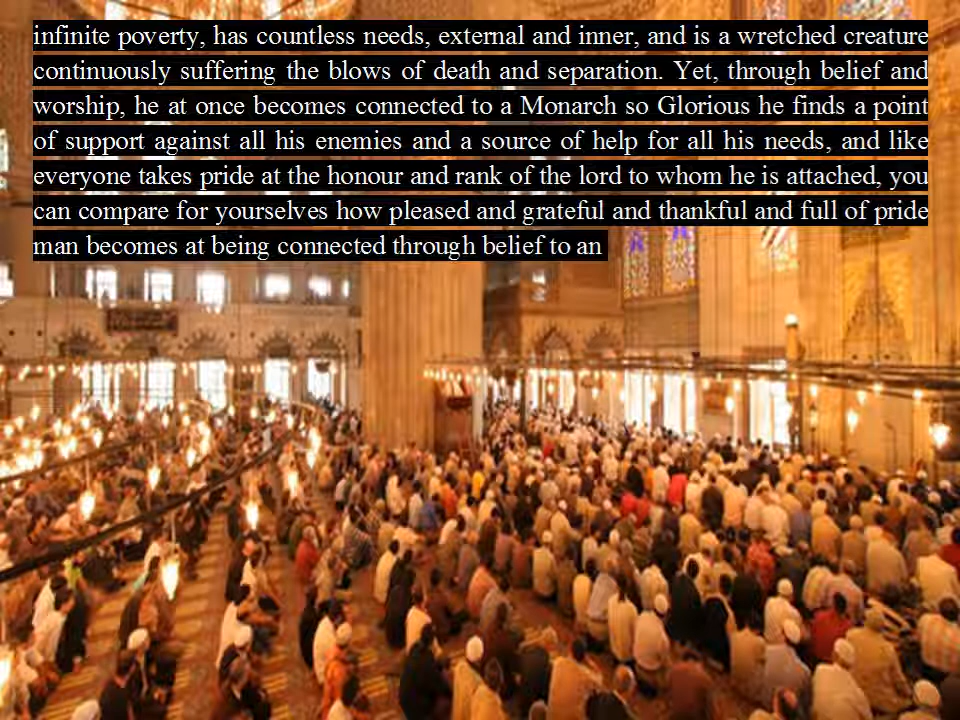 infinite poverty, has countless needs, external and inner, and is a wretched creature
continuously suffering the blows of death and separation. Yet, through belief and
worship, he at once becomes connected to a Monarch so Glorious he finds a point
of support against all his enemies and a source of help for all his needs, and like
everyone takes pride at the honour and rank of the lord to whom he is attached, you
can compare for yourselves how pleased and grateful and thankful and full of pride
man becomes at being connected through belief to an